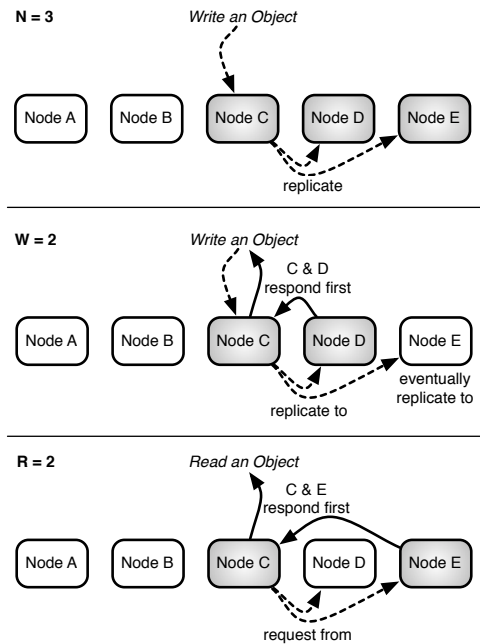 N = 3
Write an Object
Node A
Node B
Node C
Node D
Node E
replicate
W = 2
Write an Object
C & D
respond first
Node A
Node B
Node C
Node D
Node E
replicate to
eventually
replicate to
R = 2
Read an Object
C & E
respond first
Node A
Node B
Node C
Node D
Node E
request from